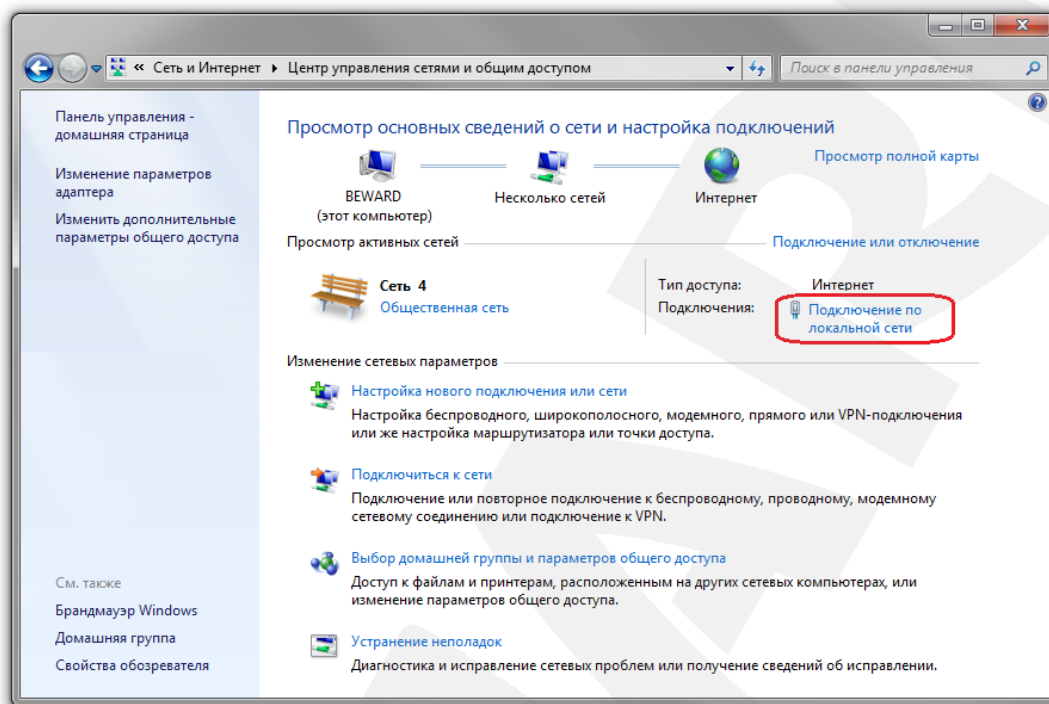 « Сеть и Интернет ▸ Центр управления сетями и общим доступом
Поиск в панели управления
Панель управления -
домашняя страница
Изменение параметров
адаптера
Изменить дополнительные
параметры общего доступа
Просмотр основных сведений о сети и настройка подключений
Просмотр полной карты
BEWARD
(этот компьютер)
Несколько сетей
Интернет
Просмотр активных сетей
Подключение или отключение
Сеть 4
Общественная сеть
Тип доступа: Интернет
Подключения: Подключение по
локальной сети
Изменение сетевых параметров
Настройка нового подключения или сети
Настройка беспроводного, широкополосного, модемного, прямого или VPN-подключения
или же настройка маршрутизатора или точки доступа.
Подключиться к сети
Подключение или повторное подключение к беспроводному, проводному, модемному
сетевому соединению или подключение к VPN.
Выбор домашней группы и параметров общего доступа
Доступ к файлам и принтерам, расположенным на других сетевых компьютерах, или
изменение параметров общего доступа.
Устранение неполадок
Диагностика и исправление сетевых проблем или получение сведений об исправлении.
См. также
Брандмауэр Windows
Домашняя группа
Свойства обозревателя